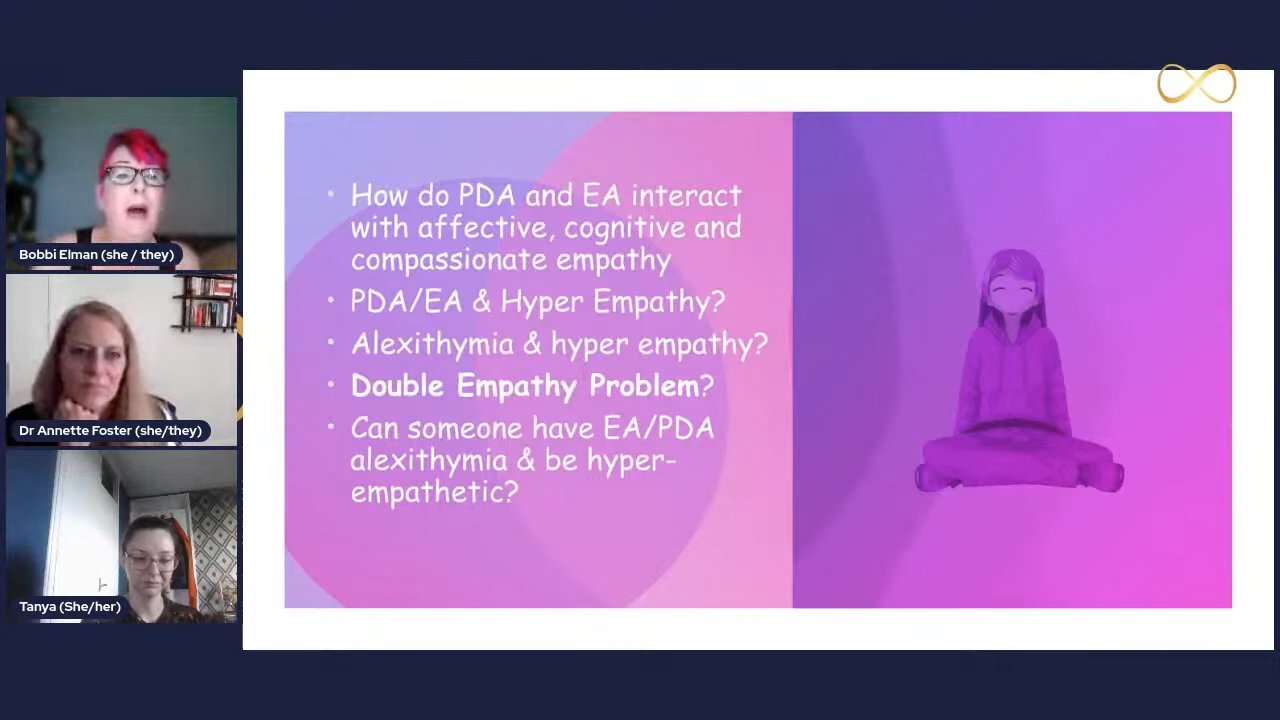 Bobbi Elman (she / they)
Dr Annette Foster (she/they)
Tanya (She/her)
• How do PDA and EA interact
with affective, cognitive and
compassionate empathy
• PDA/EA & Hyper Empathy?
• Alexithymia & hyper empathy?
• Double Empathy Problem?
• Can someone have EA/PDA
alexithymia & be hyper-
empathetic?